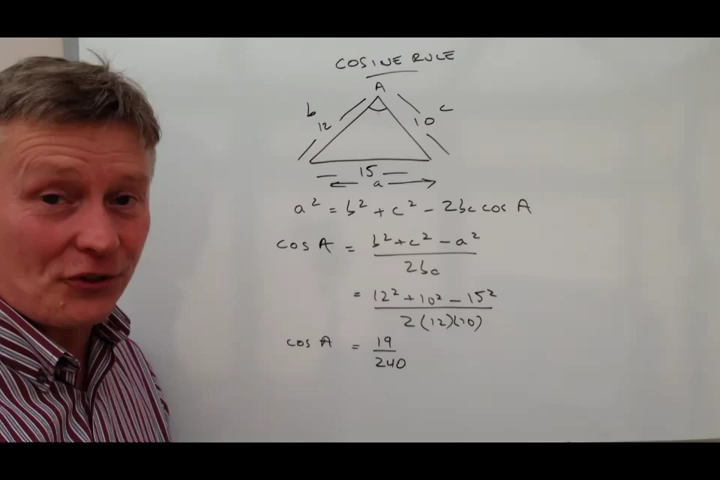 COSINE RULE
A
b
c
12
10
15
a
a² = b² + c² - 2bc cos A
cos A = b² + c² - a²
2bc
= 12² + 10² - 15²
2(12)(10)
cos A = 19
240